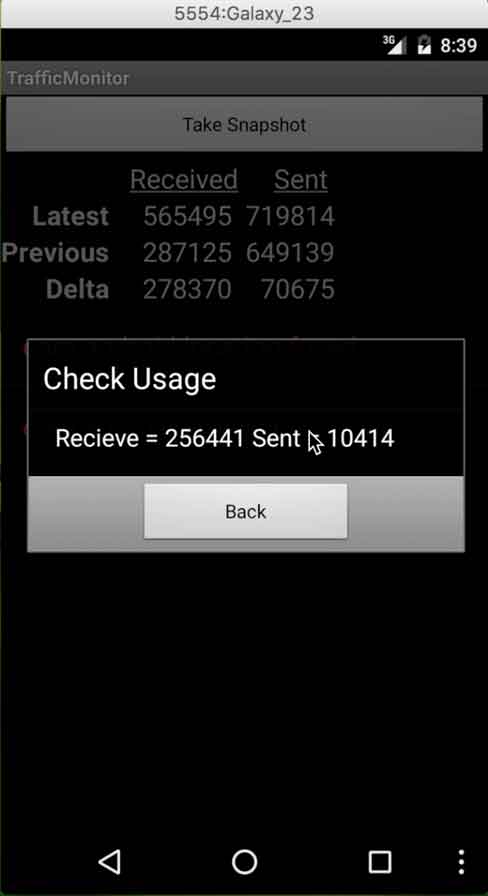 5554:Galaxy_23
3G 8:39
TrafficMonitor
Take Snapshot
Received Sent
Latest 565495 719814
Previous 287125 649139
Delta 278370 70675
Check Usage
Recieve = 256441 Sent 10414
Back